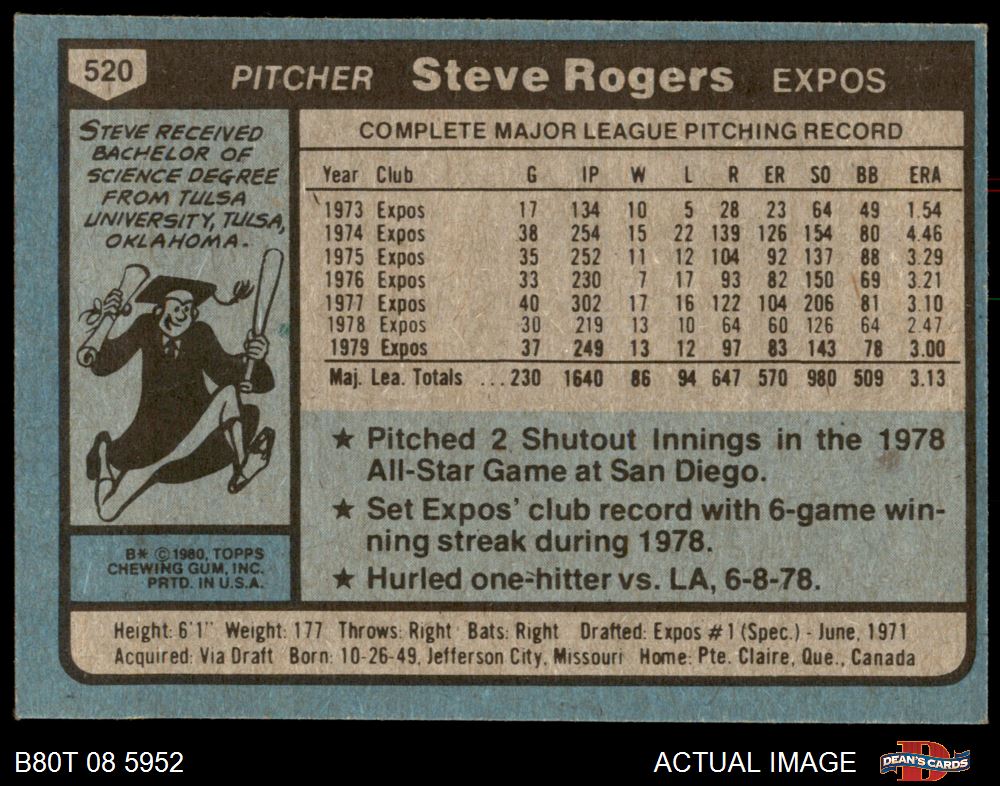 520 PITCHER Steve Rogers EXPOS
STEVE RECEIVED
BACHELOR OF
SCIENCE DEGREE
FROM TULSA
UNIVERSITY, TULSA,
OKLAHOMA.
B* © 1980, TOPPS
CHEWING GUM, INC.
PRTD. IN U.S.A.
COMPLETE MAJOR LEAGUE PITCHING RECORD
Year Club G IP W L R ER SO BB ERA
1973 Expos 17 134 10 5 28 23 64 49 1.54
1974 Expos 38 254 15 22 139 126 154 80 4.46
1975 Expos 35 252 11 12 104 92 137 88 3.29
1976 Expos 33 230 7 17 93 82 150 69 3.21
1977 Expos 40 302 17 16 122 104 206 81 3.10
1978 Expos 30 219 13 10 64 60 126 64 2.47
1979 Expos 37 249 13 12 97 83 143 78 3.00
Maj. Lea. Totals ...230 1640 86 94 647 570 980 509 3.13
★ Pitched 2 Shutout Innings in the 1978
All-Star Game at San Diego.
★ Set Expos' club record with 6-game win-
ning streak during 1978.
★ Hurled one-hitter vs. LA, 6-8-78.
Height: 6'1" Weight: 177 Throws: Right Bats: Right Drafted: Expos #1 (Spec.) - June, 1971
Acquired: Via Draft Born: 10-26-49, Jefferson City, Missouri Home: Pte. Claire, Que., Canada
B80T 08 5952
ACTUAL IMAGE
D
DEAN'S CARDS